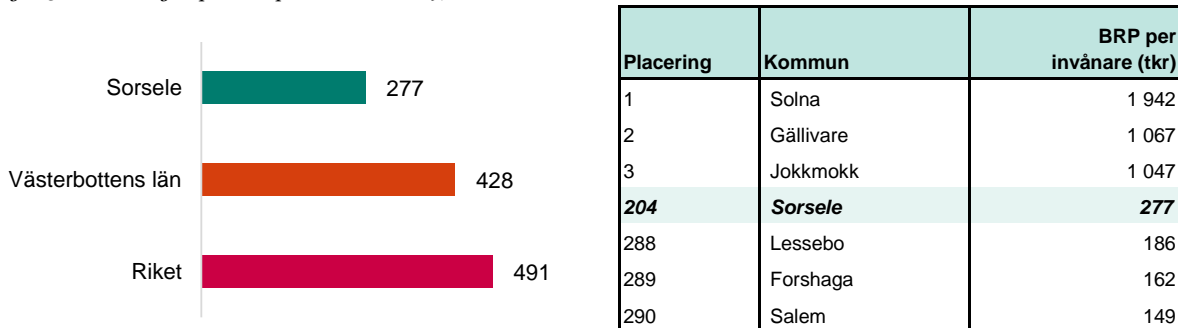 Sorsele 277
Västerbottens län 428
Riket 491
Placering Kommun BRP per invånare (tkr)
1 Solna 1 942
2 Gällivare 1 067
3 Jokkmokk 1 047
204 Sorsele 277
288 Lessebo 186
289 Forshaga 162
290 Salem 149